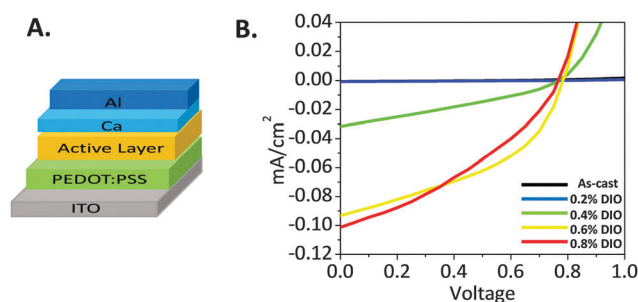 A.
Al
Ca
Active Layer
PEDOT:PSS
ITO
B.
0.04
0.02
0.00
-0.02
-0.04
-0.06
-0.08
-0.10
-0.12
mA/cm²
0.0 0.2 0.4 0.6 0.8 1.0
Voltage
As-cast
0.2% DIO
0.4% DIO
0.6% DIO
0.8% DIO